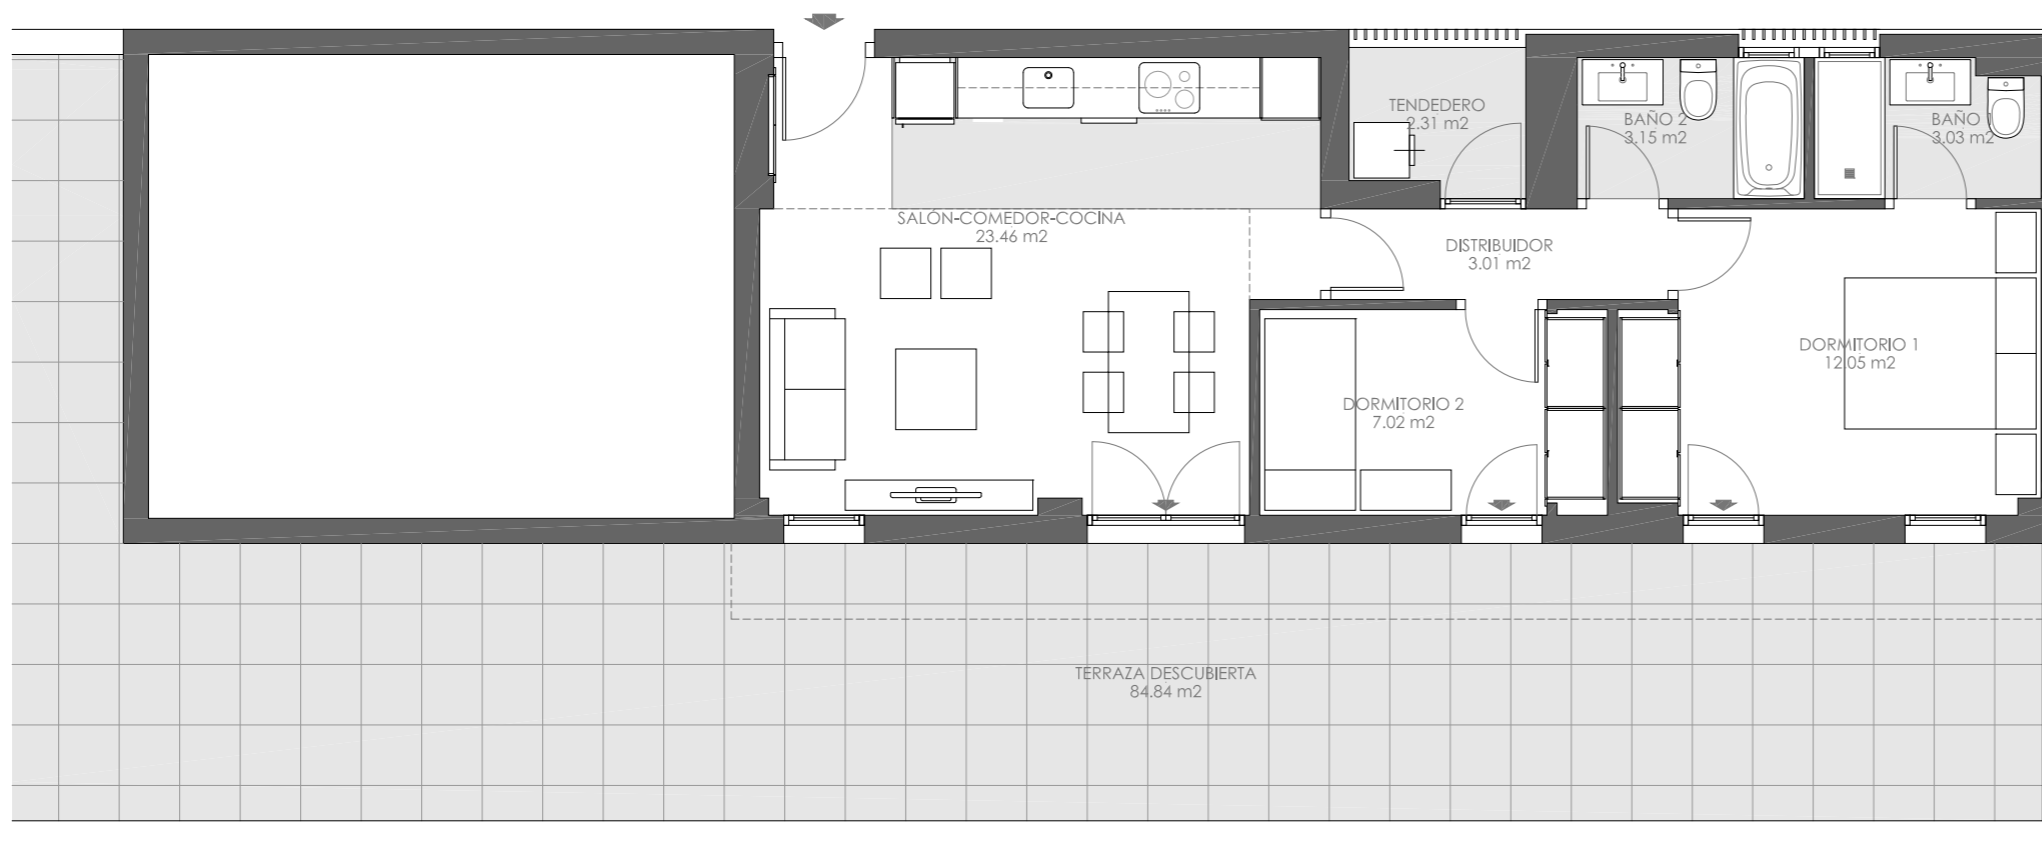 TENDEDERO
2.31 m2
BAÑO 2
3.15 m2
BAÑO 1
3.03 m2
SALÓN-COMEDOR-COCINA
23.46 m2
DISTRIBUIDOR
3.01 m2
DORMITORIO 1
12.05 m2
DORMITORIO 2
7.02 m2
TERRAZA DESCUBIERTA
84.84 m2